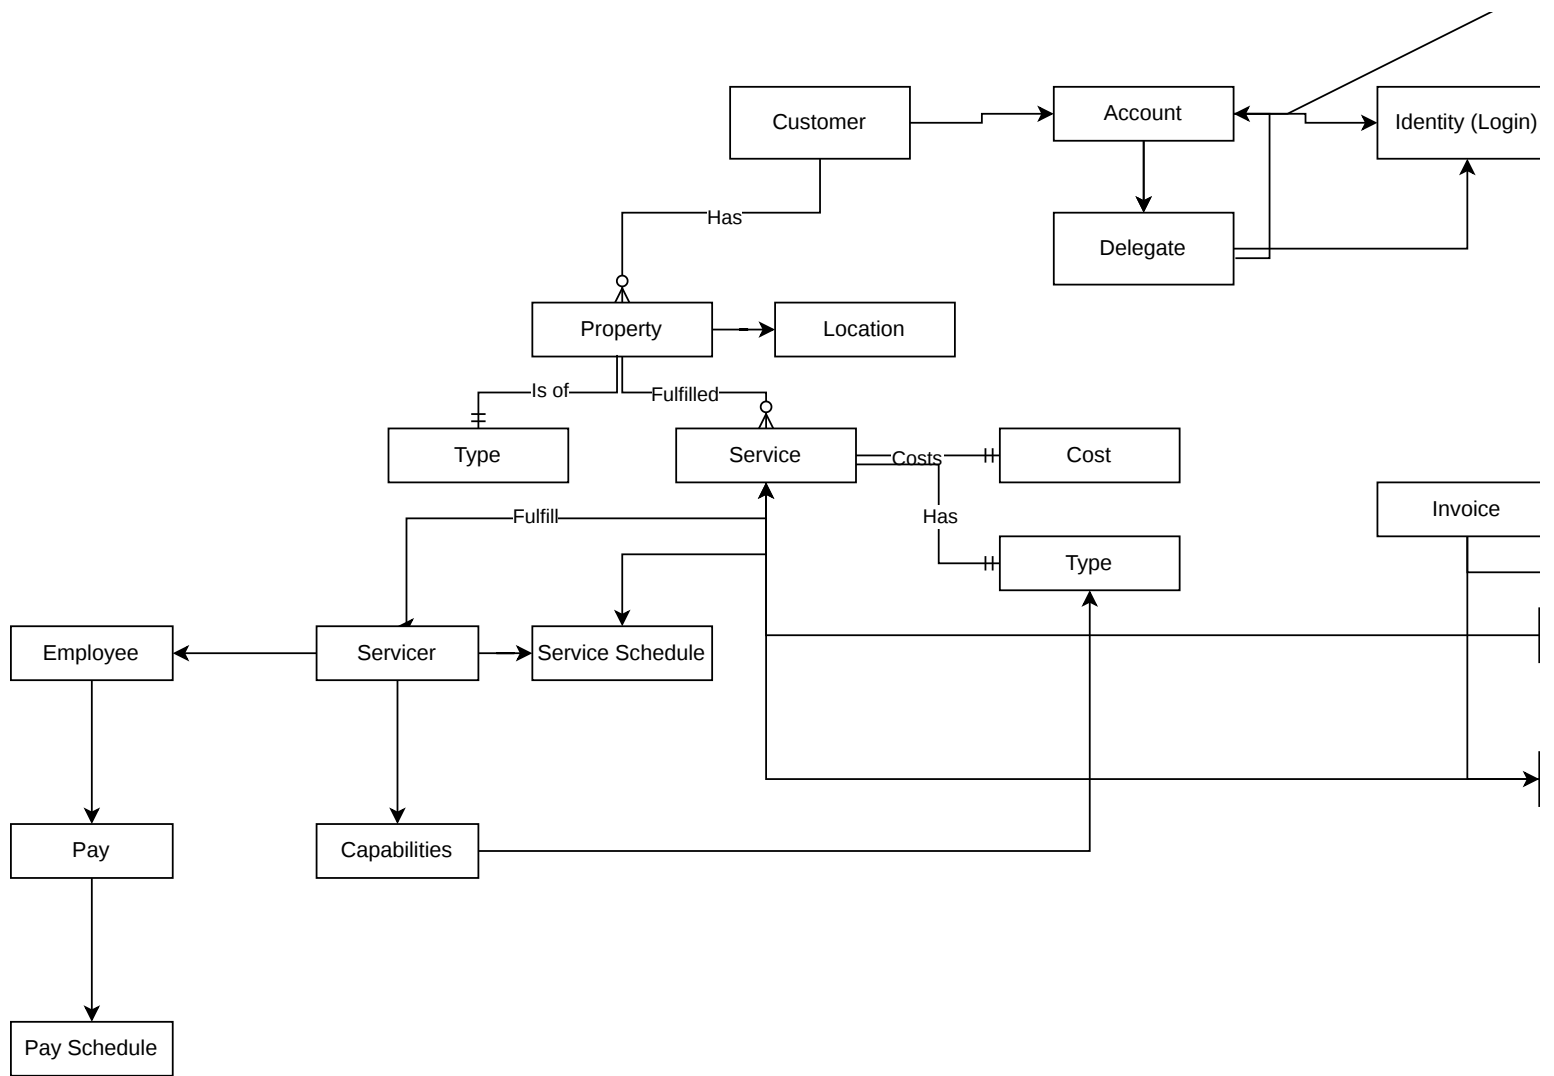 Customer
Account
Identity (Login)
Has
Delegate
Property
Location
Is of
Fulfilled
Type
Service
Costs
Cost
Fulfill
Has
Invoice
Type
Employee
Servicer
Service Schedule
Pay
Capabilities
Pay Schedule